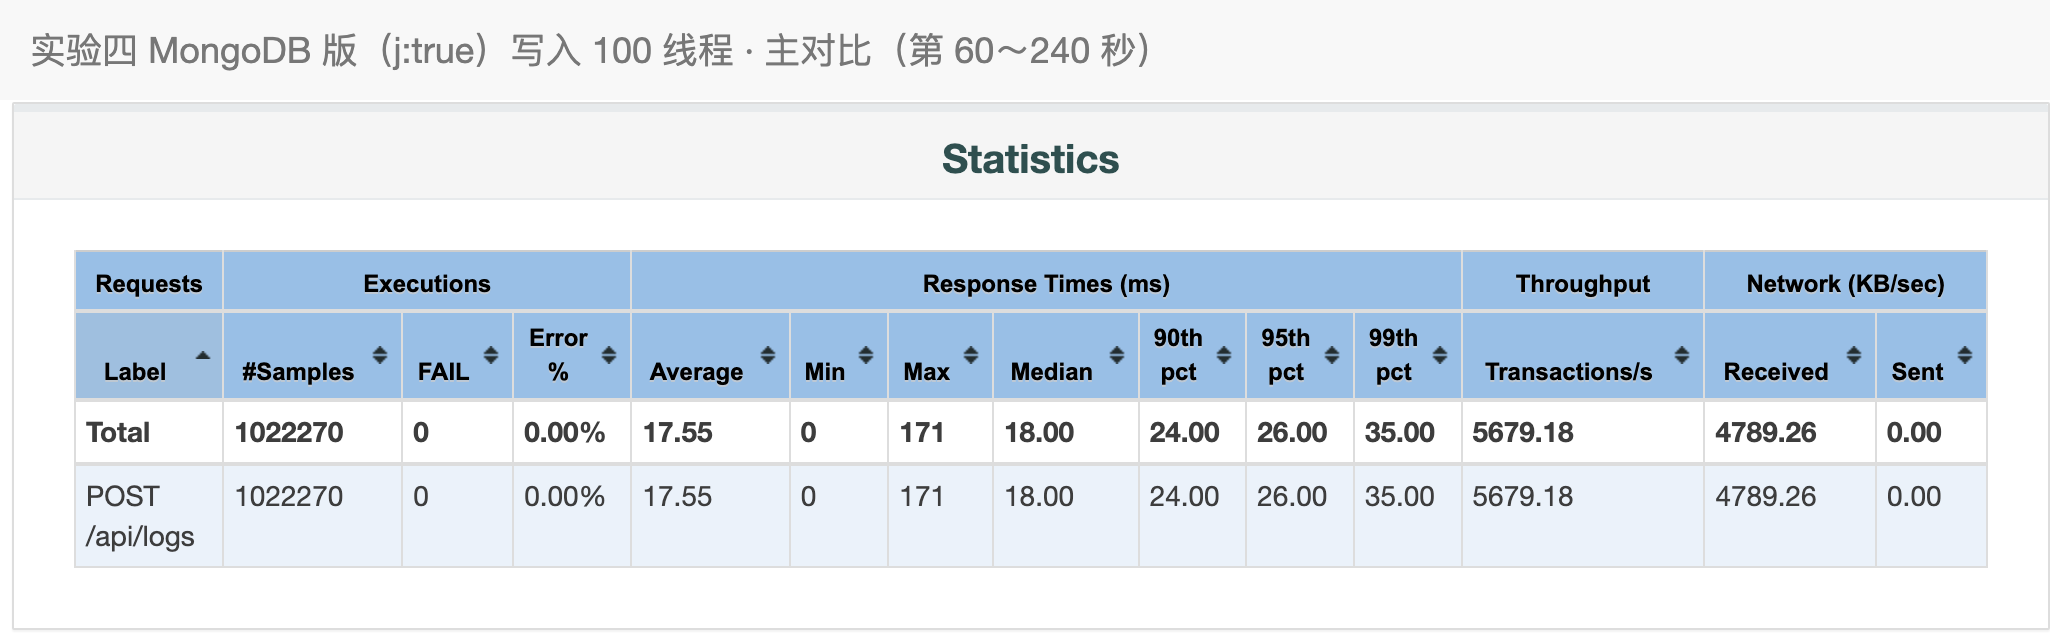 实验四 MongoDB 版（j:true）写入 100 线程 · 主对比（第 60～240 秒）
Statistics
Requests Executions Response Times (ms) Throughput Network (KB/sec)
Label #Samples FAIL Error % Average Min Max Median 90th pct 95th pct 99th pct Transactions/s Received Sent
Total 1022270 0 0.00% 17.55 0 171 18.00 24.00 26.00 35.00 5679.18 4789.26 0.00
POST /api/logs 1022270 0 0.00% 17.55 0 171 18.00 24.00 26.00 35.00 5679.18 4789.26 0.00